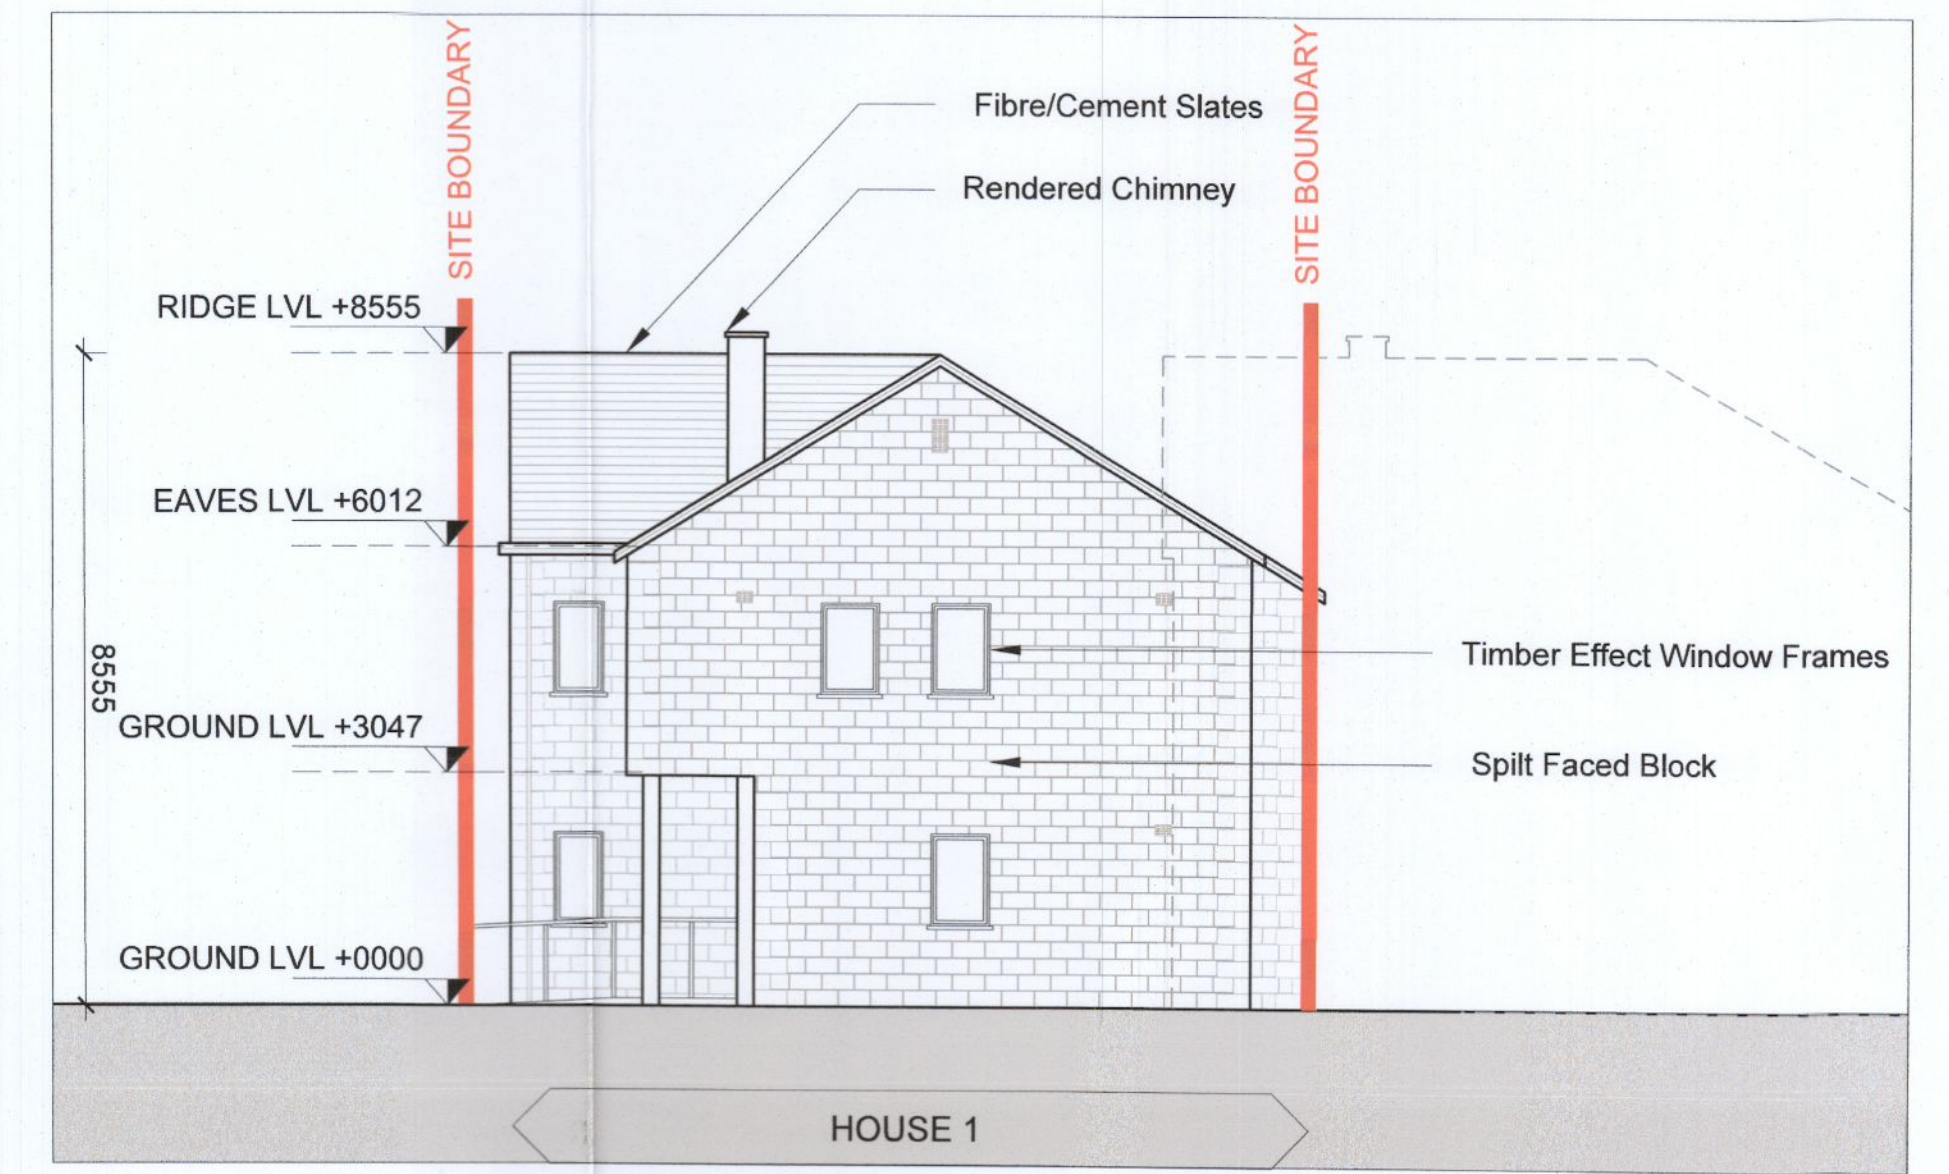 SITE BOUNDARY
SITE BOUNDARY
Fibre/Cement Slates
Rendered Chimney
RIDGE LVL +8555
EAVES LVL +6012
8555
Timber Effect Window Frames
GROUND LVL +3047
Spilt Faced Block
GROUND LVL +0000
HOUSE 1